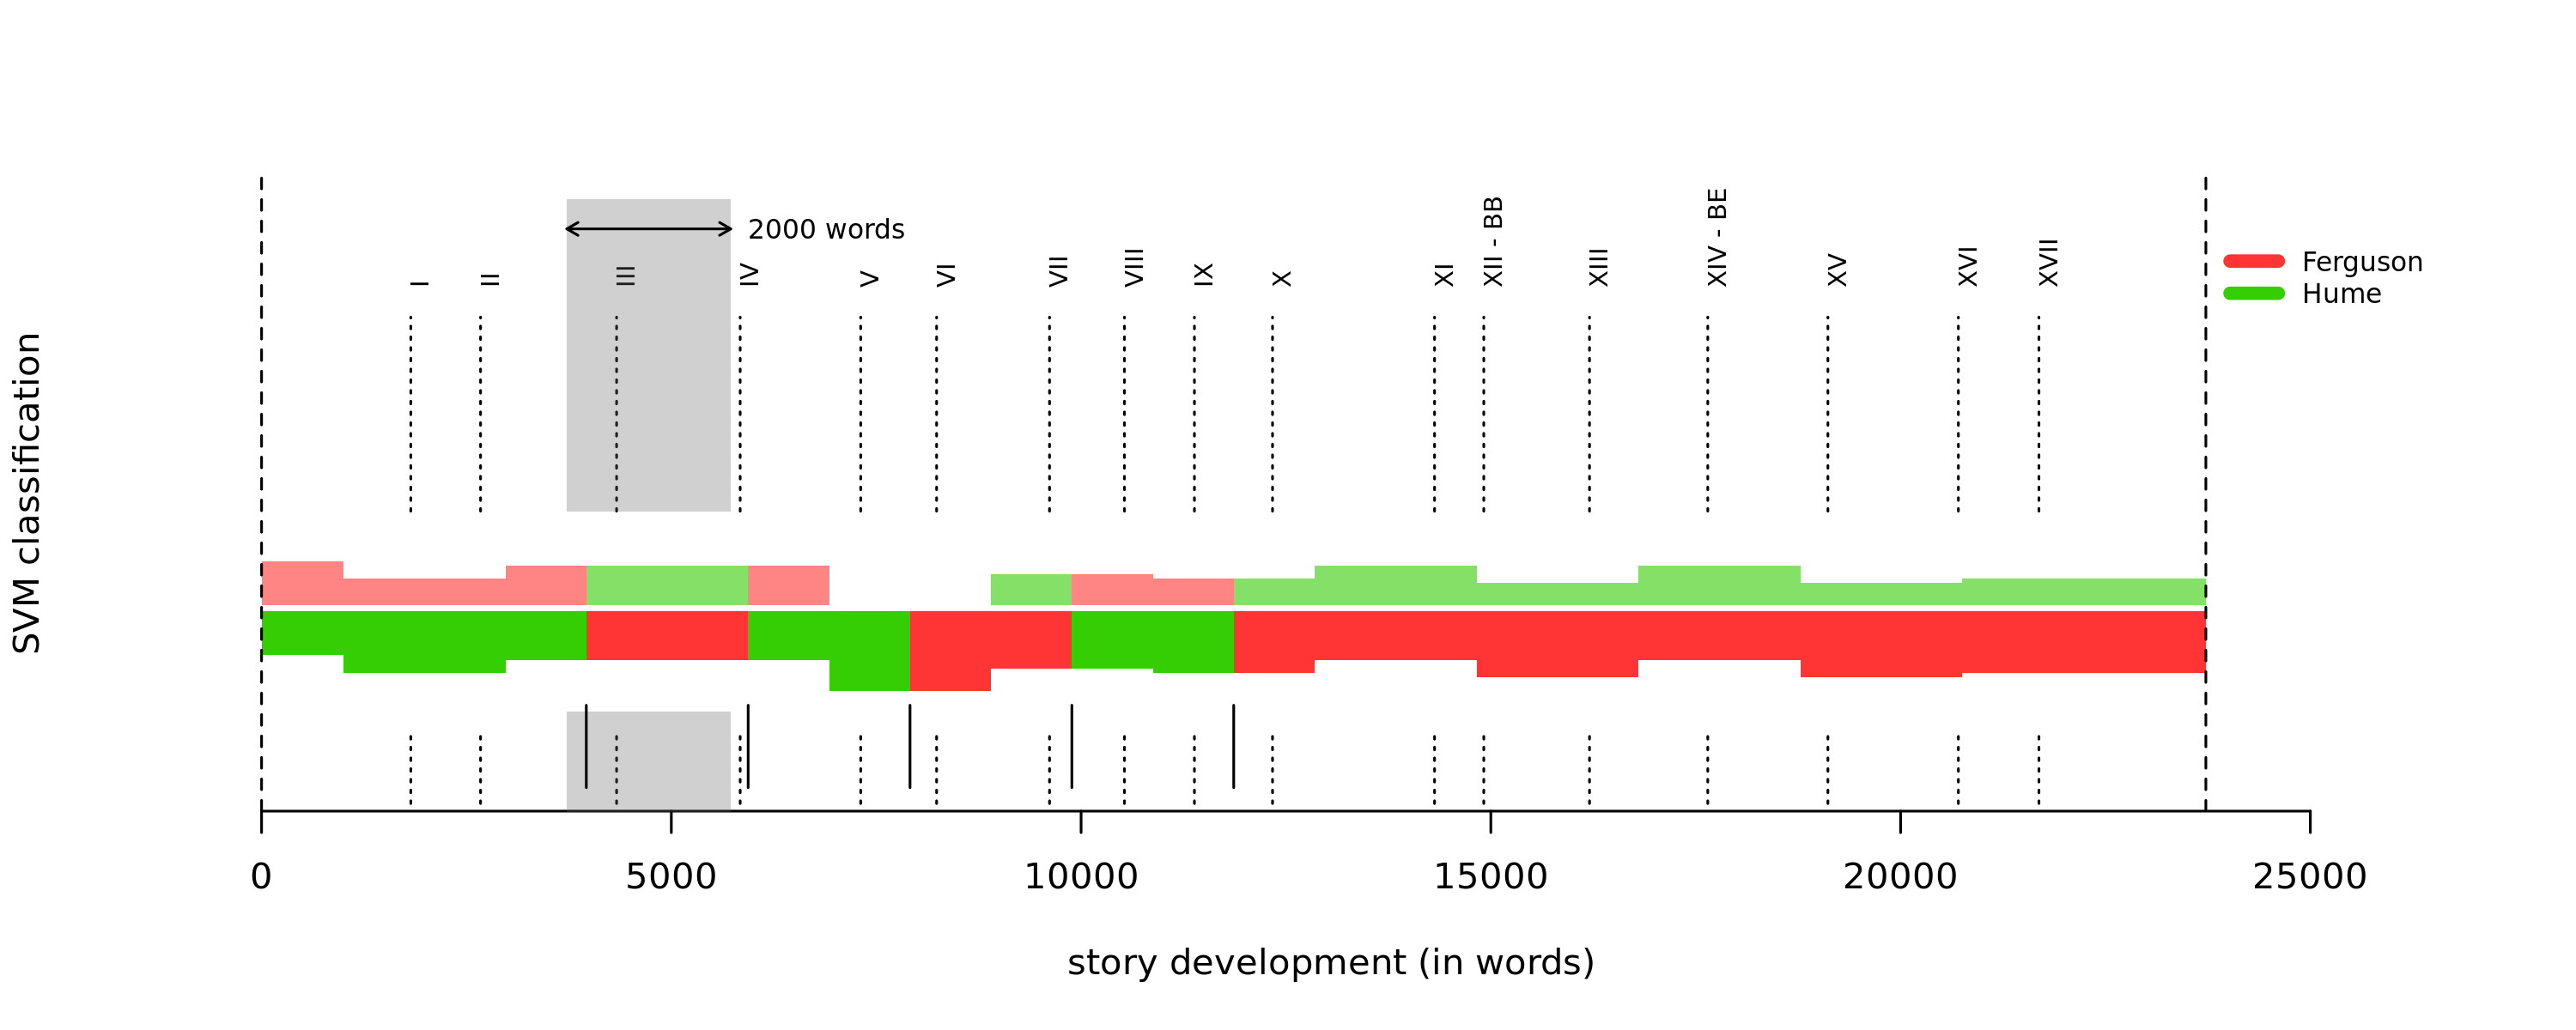 2000 words
I
II
III
IV
V
VI
VII
VIII
IX
X
XI
XII - BB
XIII
XIV - BE
XV
XVI
XVII
Ferguson
Hume
SVM classification
0
5000
10000
15000
20000
25000
story development (in words)